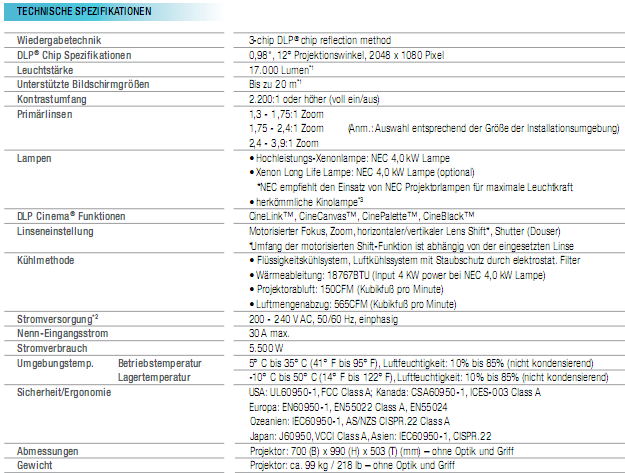 TECHNISCHE SPEZIFIKATIONEN
Wiedergabetechnik 3-chip DLP® chip reflection method
DLP® Chip Spezifikationen 0,98", 12° Projektionswinkel, 2048 x 1080 Pixel
Leuchtstärke 17.000 Lumen*1
Unterstützte Bildschirmgrößen Bis zu 20 m*1
Kontrastumfang 2.200:1 oder höher (voll ein/aus)
Primärlinsen 1,3 - 1,75:1 Zoom
1,75 - 2,4:1 Zoom (Anm.: Auswahl entsprechend der Größe der Installationsumgebung)
2,4 - 3,9:1 Zoom
Lampen • Hochleistungs-Xenonlampe: NEC 4,0 kW Lampe
• Xenon Long Life Lampe: NEC 4,0 kW Lampe (optional)
*NEC empfiehlt den Einsatz von NEC Projektorlampen für maximale Leuchtkraft
• herkömmliche Kinolampe*3
DLP Cinema® Funktionen CineLink™, CineCanvas™, CinePalette™, CineBlack™
Linseneinstellung Motorisierter Fokus, Zoom, horizontaler/vertikaler Lens Shift*, Shutter (Douser)
*Umfang der motorisierten Shift-Funktion ist abhängig von der eingesetzten Linse
Kühlmethode • Flüssigkeitskühlsystem, Luftkühlssystem mit Staubschutz durch elektrostat. Filter
• Wärmeableitung: 18767BTU (Input 4 KW power bei NEC 4,0 kW Lampe)
• Projektorabluft: 150CFM (Kubikfuß pro Minute)
• Luftmengenabzug: 565CFM (Kubikfuß pro Minute)
Stromversorgung*2 200 - 240 V AC, 50/60 Hz, einphasig
Nenn-Eingangsstrom 30 A max.
Stromverbrauch 5.500 W
Umgebungstemp. Betriebstemperatur 5° C bis 35° C (41° F bis 95° F), Luftfeuchtigkeit: 10% bis 85% (nicht kondensierend)
Lagertemperatur -10° C bis 50° C (14° F bis 122° F), Luftfeuchtigkeit: 10% bis 85% (nicht kondensierend)
Sicherheit/Ergonomie USA: UL60950-1, FCC Class A; Kanada: CSA60950-1, ICES-003 Class A
Europa: EN60950-1, EN55022 Class A, EN55024
Ozeanien: IEC60950-1, AS/NZS CISPR.22 Class A
Japan: J60950, VCCI Class A, Asien: IEC60950-1, CISPR.22
Abmessungen Projektor: 700 (B) x 990 (H) x 503 (T) (mm) – ohne Optik und Griff
Gewicht Projektor: ca. 99 kg / 218 lb – ohne Optik und Griff